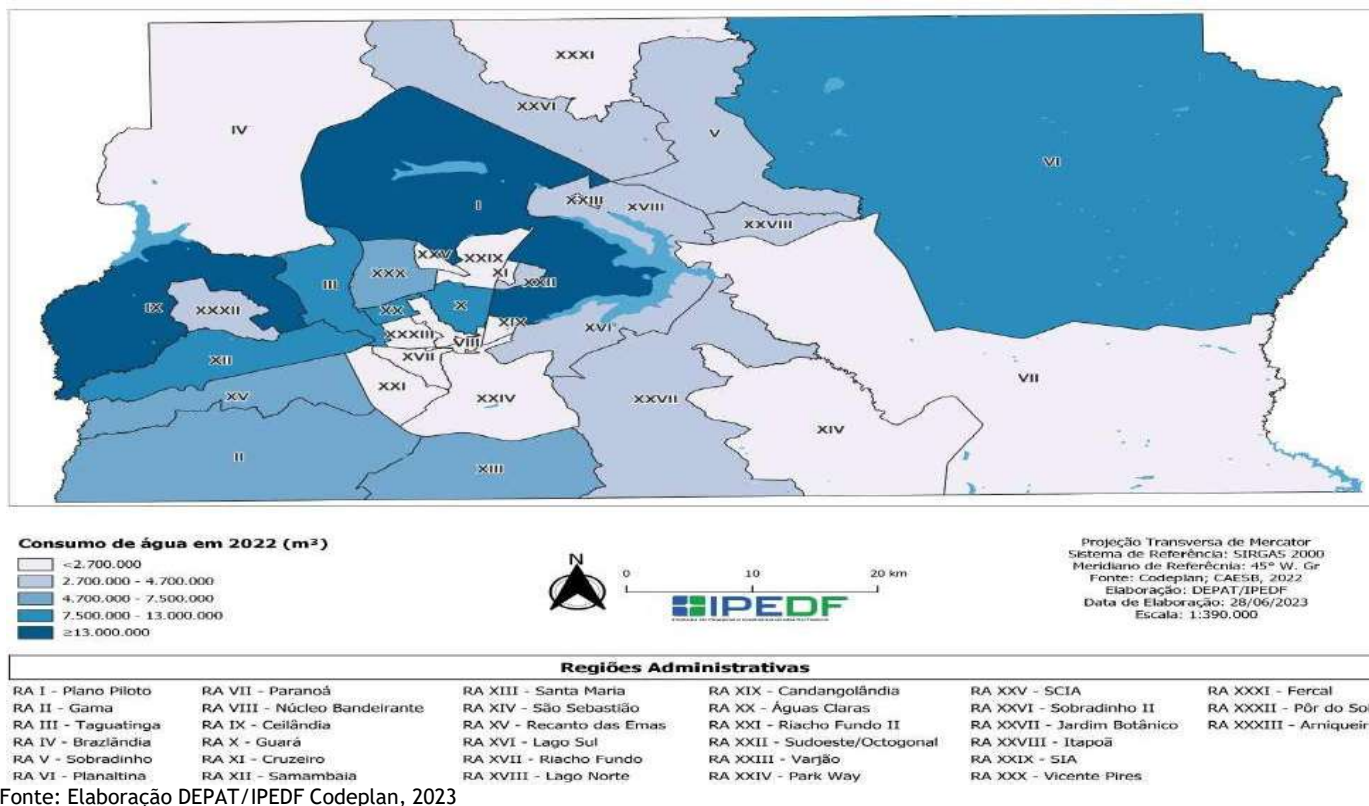 XXXI
XXVI
IV
V
VI
I
XXIII
XVIII
XXVIII
XXV
XXIX
XXX
XI
III
XXII
IX
XXXII
X
XX
XIX
XVI
XXXIII
VIII
XII
XVII
VII
XXI
XV
XXIV
XXVII
XIV
II
XIII
Consumo de água em 2022 (m³)
<2.700.000
2.700.000 - 4.700.000
4.700.000 - 7.500.000
7.500.000 - 13.000.000
≥13.000.000
N
0 10 20 km
IPEDF
Projeção Transversa de Mercator
Sistema de Referência: SIRGAS 2000
Meridiano de Referêcnia: 45° W. Gr
Fonte: Codeplan; CAESB, 2022
Elaboração: DEPAT/IPEDF
Data de Elaboração: 28/06/2023
Escala: 1:390.000
Regiões Administrativas
RA I - Plano Piloto RA VII - Paranoá RA XIII - Santa Maria RA XIX - Candangolândia RA XXV - SCIA RA XXXI - Fercal
RA II - Gama RA VIII - Núcleo Bandeirante RA XIV - São Sebastião RA XX - Águas Claras RA XXVI - Sobradinho II RA XXXII - Pôr do Sol
RA III - Taguatinga RA IX - Ceilândia RA XV - Recanto das Emas RA XXI - Riacho Fundo II RA XXVII - Jardim Botânico RA XXXIII - Arniquei
RA IV - Brazlândia RA X - Guará RA XVI - Lago Sul RA XXII - Sudoeste/Octogonal RA XXVIII - Itapoã
RA V - Sobradinho RA XI - Cruzeiro RA XVII - Riacho Fundo RA XXIII - Varjão RA XXIX - SIA
RA VI - Planaltina RA XII - Samambaia RA XVIII - Lago Norte RA XXIV - Park Way RA XXX - Vicente Pires
Fonte: Elaboração DEPAT/IPEDF Codeplan, 2023